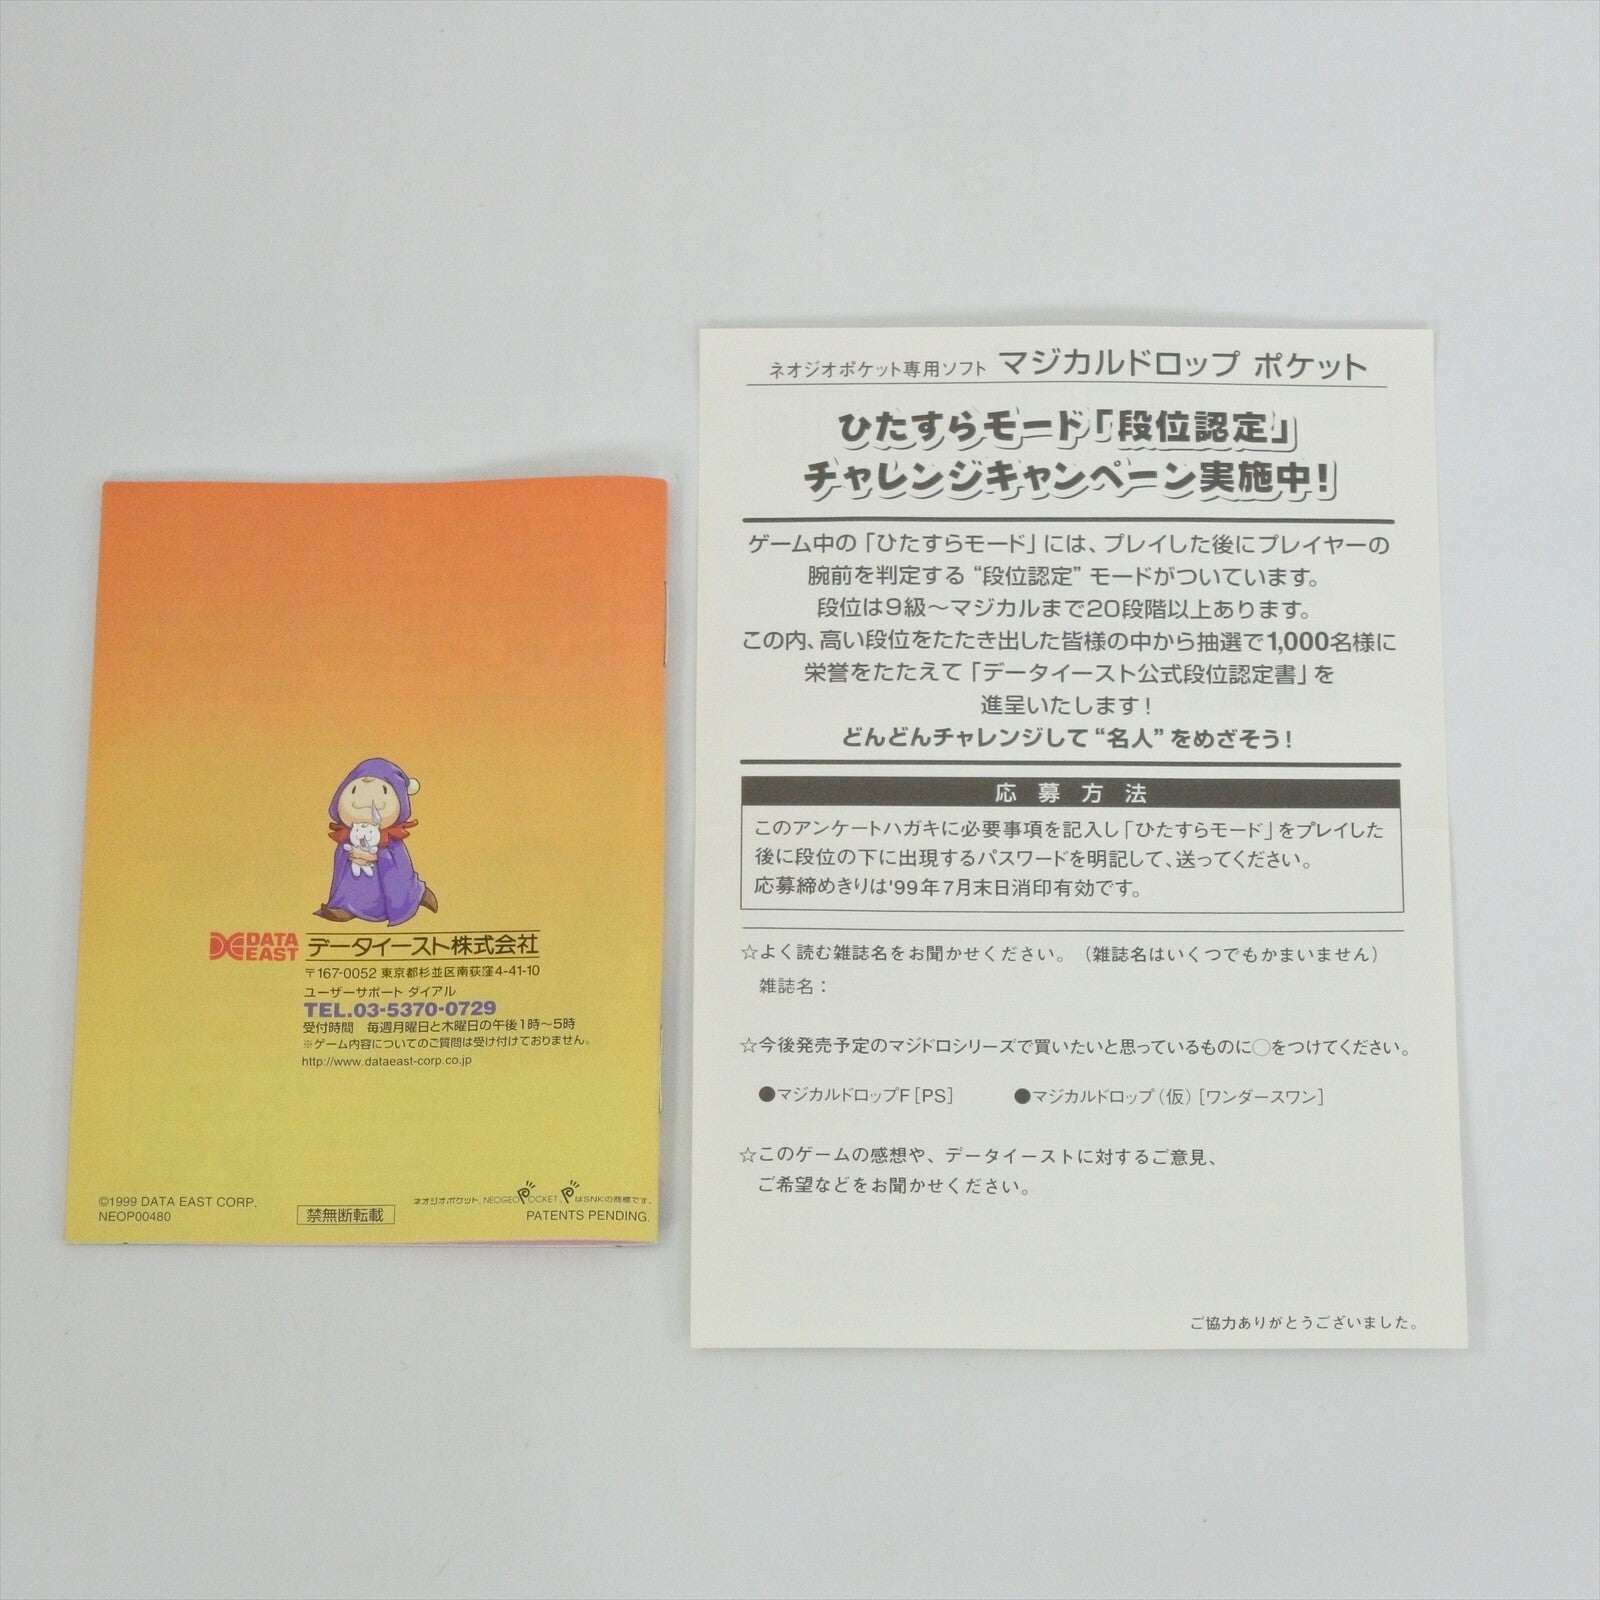 DATA EAST データイースト株式会社
〒167-0052 東京都杉並区南荻窪4-41-10
ユーザーサポート ダイアル
TEL.03-5370-0729
受付時間 毎週月曜日と木曜日の午後1時～5時
※ゲーム内容についてのご質問は受け付けておりません。
http://www.dataeast-corp.co.jp
©1999 DATA EAST CORP.
NEOP00480
禁無断転載
ネオジオポケット、NEOGEO POCKET、PはSNKの商標です。
PATENTS PENDING.
ネオジオポケット専用ソフト マジカルドロップ ポケット
ひたすらモード「段位認定」
チャレンジキャンペーン実施中！
ゲーム中の「ひたすらモード」には、プレイした後にプレイヤーの
腕前を判定する“段位認定”モードがついています。
段位は9級～マジカルまで20段階以上あります。
この内、高い段位をたたき出した皆様の中から抽選で1,000名様に
栄誉をたたえて「データイースト公式段位認定書」を
進呈いたします！
どんどんチャレンジして“名人”をめざそう！
応募方法
このアンケートハガキに必要事項を記入し「ひたすらモード」をプレイした
後に段位の下に出現するパスワードを明記して、送ってください。
応募締めきりは'99年7月末日消印有効です。
☆よく読む雑誌名をお聞かせください。（雑誌名はいくつでもかまいません）
雑誌名：
☆今後発売予定のマジドロシリーズで買いたいと思っているものに○をつけてください。
●マジカルドロップF［PS］ ●マジカルドロップ（仮）［ワンダースワン］
☆このゲームの感想や、データイーストに対するご意見、
ご希望などをお聞かせください。
ご協力ありがとうございました。